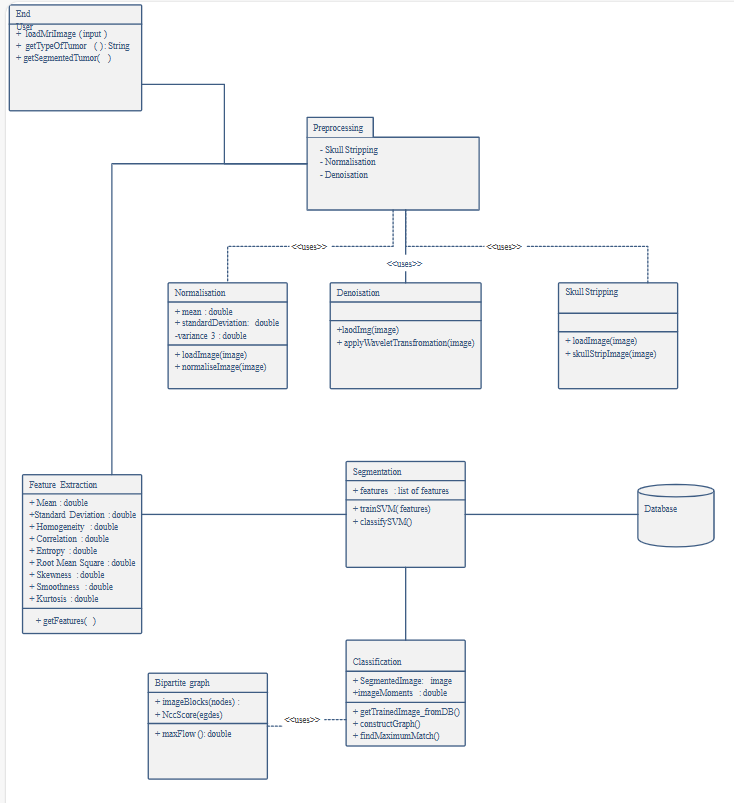 End
User
+ loadMriImage (input )
+ getTypeOfTumor ( ): String
+ getSegmentedTumor( )
Preprocessing
- Skull Stripping
- Normalisation
- Denoisation
<<uses>>
<<uses>>
<<uses>>
Normalisation
+ mean : double
+ standardDeviation: double
-variance 3 : double
+ loadImage(image)
+ normaliseImage(image)
Denoisation
+laodImg(image)
+ applyWaveletTransfromation(image)
Skull Stripping
+ loadImage(image)
+ skullStripImage(image)
Feature Extraction
+ Mean : double
+Standard Deviation : double
+ Homogeneity : double
+ Correlation : double
+ Entropy : double
+ Root Mean Square : double
+ Skewness : double
+ Smoothness : double
+ Kurtosis : double
+ getFeatures( )
Segmentation
+ features : list of features
+ trainSVM( features)
+ classifySVM()
Database
Classification
+ SegmentedImage: image
+imageMoments : double
+ getTrainedImage_fromDB()
+ constructGraph()
+ findMaximumMatch()
<<uses>>
Bipartite graph
+ imageBlocks(nodes) :
+ NccScore(egdes)
+ maxFlow (): double